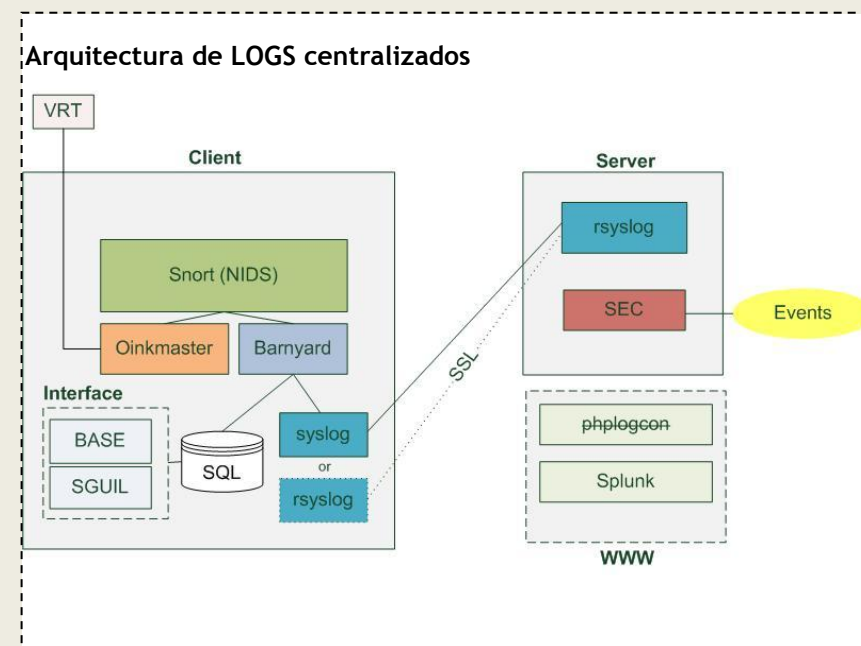 Arquitectura de LOGS centralizados
VRT
Client
Server
Snort (NIDS)
Oinkmaster
Barnyard
Interface
BASE
SGUIL
SQL
syslog
or
rsyslog
SSL
rsyslog
SEC
Events
phplogcon
Splunk
WWW